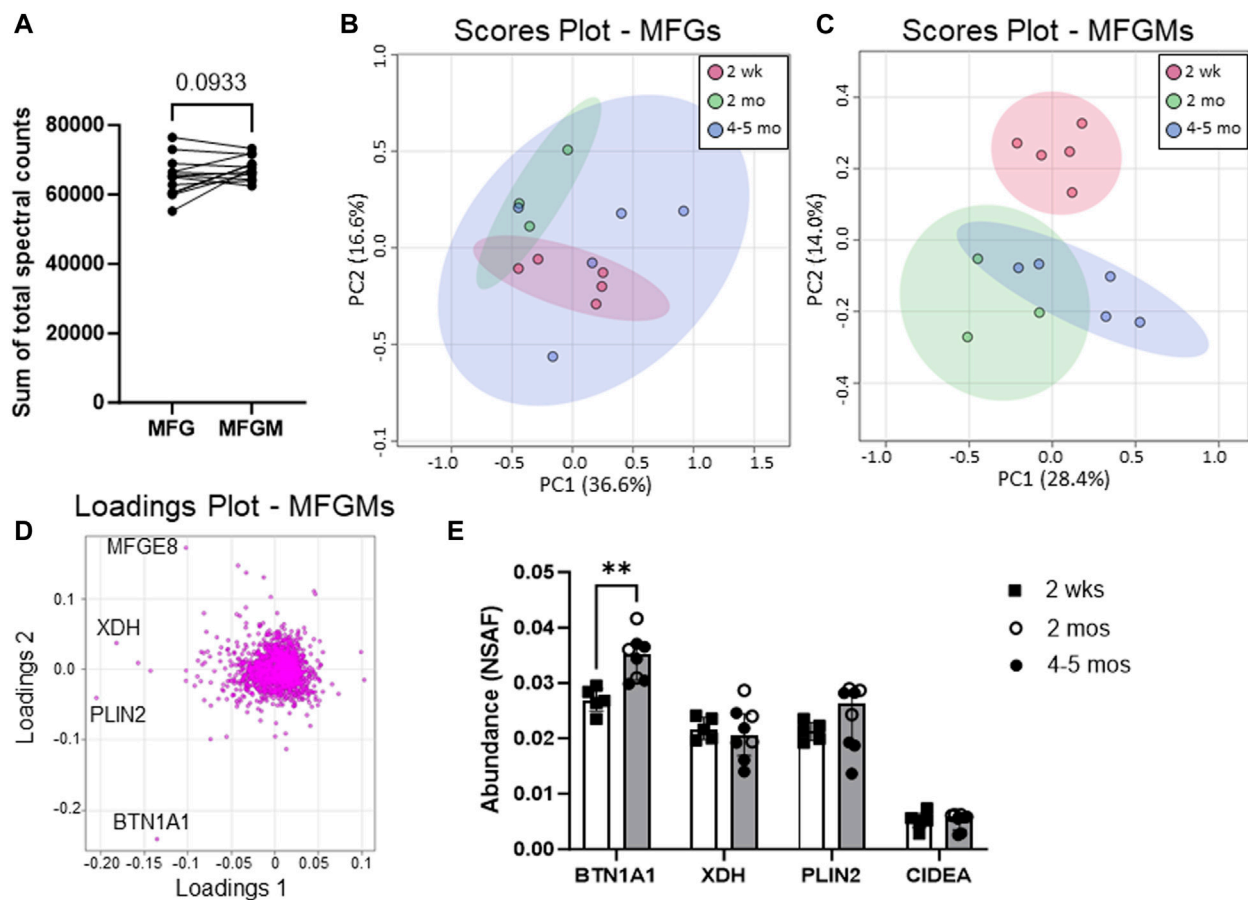 A
0.0933
80000
60000
40000
20000
0
Sum of total spectral counts
MFG MFGM
B
Scores Plot - MFGs
2 wk
2 mo
4-5 mo
1.0
0.5
0.0
-0.5
-0.1
PC2 (16.6%)
-1.0 -0.5 0.0 0.5 1.0 1.5
PC1 (36.6%)
C
Scores Plot - MFGMs
2 wk
2 mo
4-5 mo
0.4
0.2
0.0
-0.2
-0.4
PC2 (14.0%)
-1.0 -0.5 0.0 0.5 1.0
PC1 (28.4%)
D
Loadings Plot - MFGMs
MFGE8
XDH
PLIN2
BTN1A1
0.1
0.0
-0.1
-0.2
Loadings 2
-0.20 -0.15 -0.10 -0.05 0 0.05 0.1
Loadings 1
E
**
0.05
0.04
0.03
0.02
0.01
0.00
Abundance (NSAF)
BTN1A1 XDH PLIN2 CIDEA
2 wks
2 mos
4-5 mos